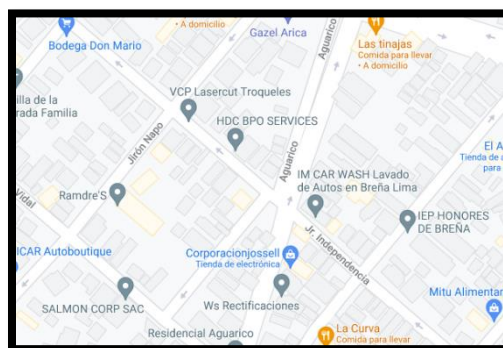 A domicilio
Gazel Arica
Bodega Don Mario
Las tinajas
Comida para llevar
• A domicilio
Aguarico
VCP Lasercut Troqueles
lla de la
rada Familia
HDC BPO SERVICES
Jirón Napo
Aguarico
El A
Tienda de a
para
IM CAR WASH Lavado
de Autos en Breña Lima
Ramdre'S
Vidal
IEP HONORES
DE BREÑA
Jr. Independencia
ICAR Autoboutique
Corporacionjossell
Tienda de electrónica
Mitu Alimentar
SALMON CORP SAC
Ws Rectificaciones
Residencial Aguarico
La Curva
Comida para llevar